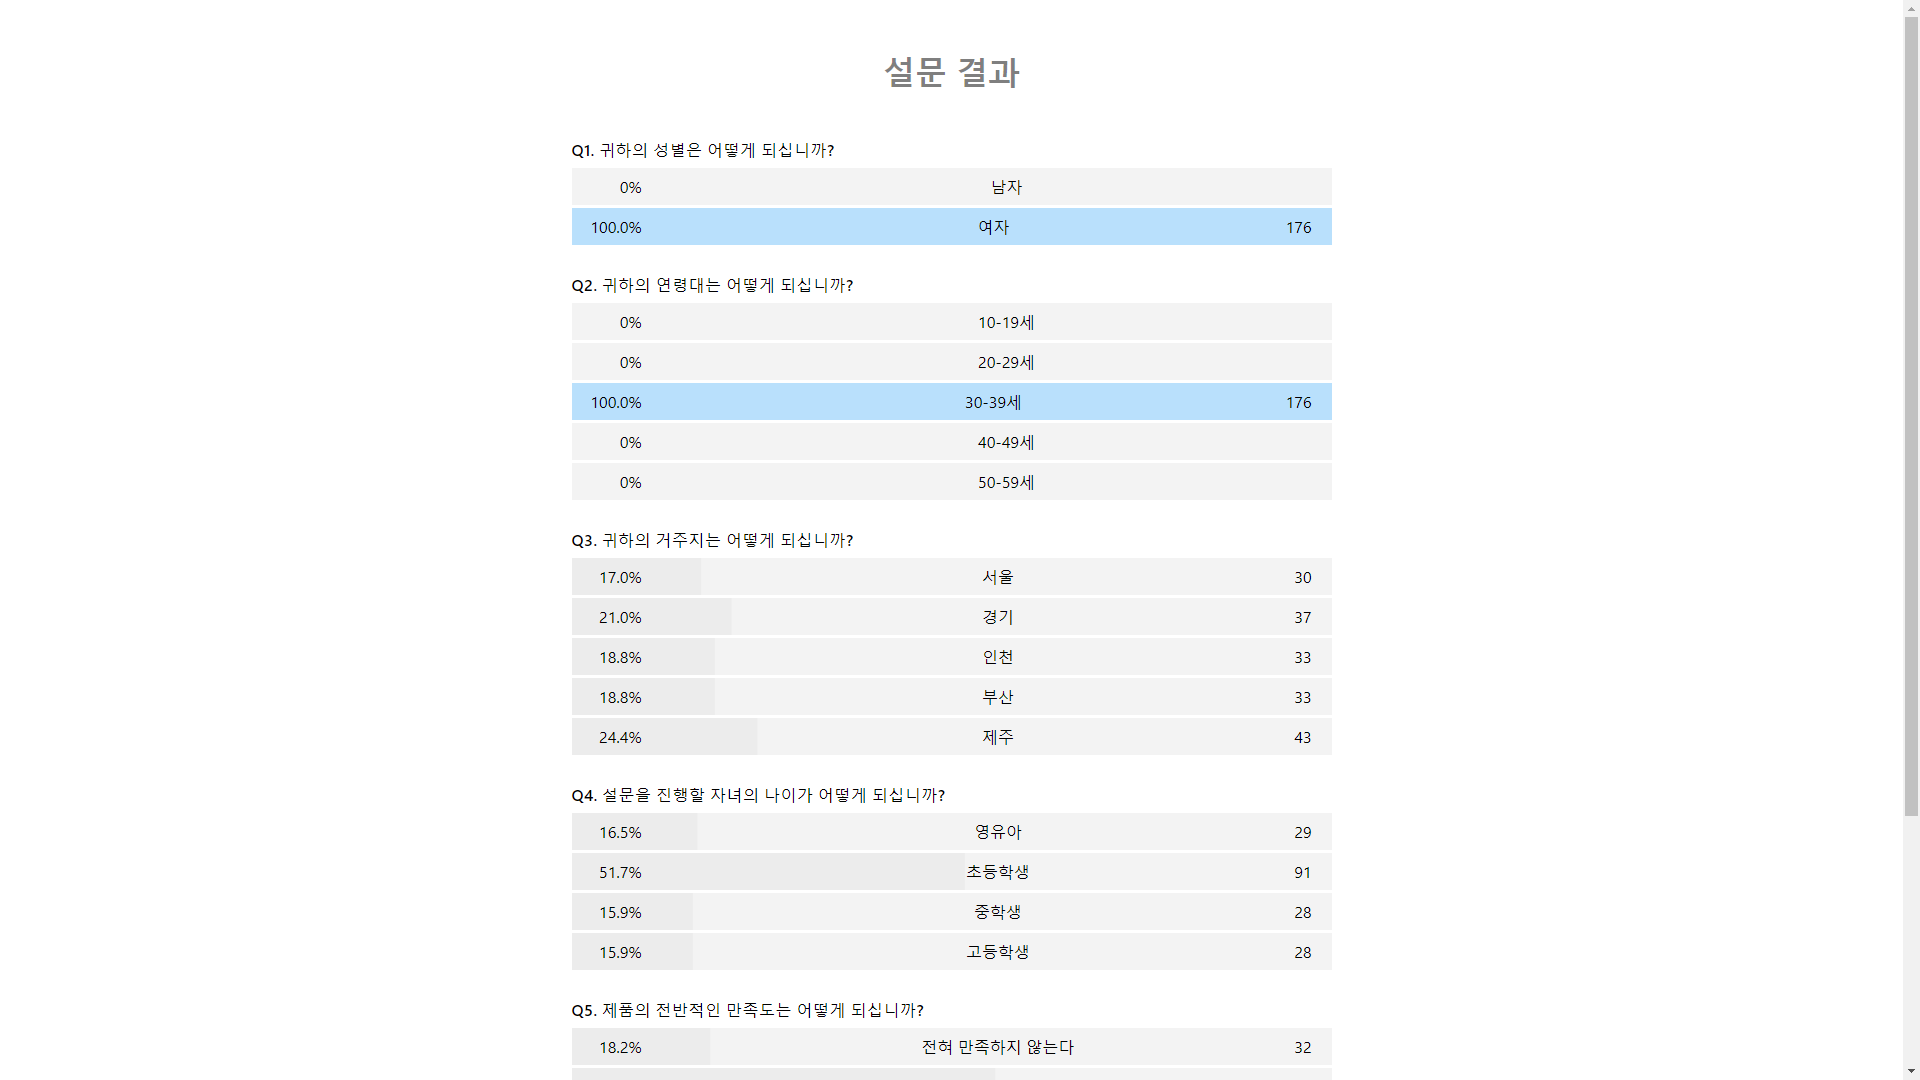 설문 결과
Q1. 귀하의 성별은 어떻게 되십니까?
0% 남자
100.0% 여자 176
Q2. 귀하의 연령대는 어떻게 되십니까?
0% 10-19세
0% 20-29세
100.0% 30-39세 176
0% 40-49세
0% 50-59세
Q3. 귀하의 거주지는 어떻게 되십니까?
17.0% 서울 30
21.0% 경기 37
18.8% 인천 33
18.8% 부산 33
24.4% 제주 43
Q4. 설문을 진행할 자녀의 나이가 어떻게 되십니까?
16.5% 영유아 29
51.7% 초등학생 91
15.9% 중학생 28
15.9% 고등학생 28
Q5. 제품의 전반적인 만족도는 어떻게 되십니까?
18.2% 전혀 만족하지 않는다 32